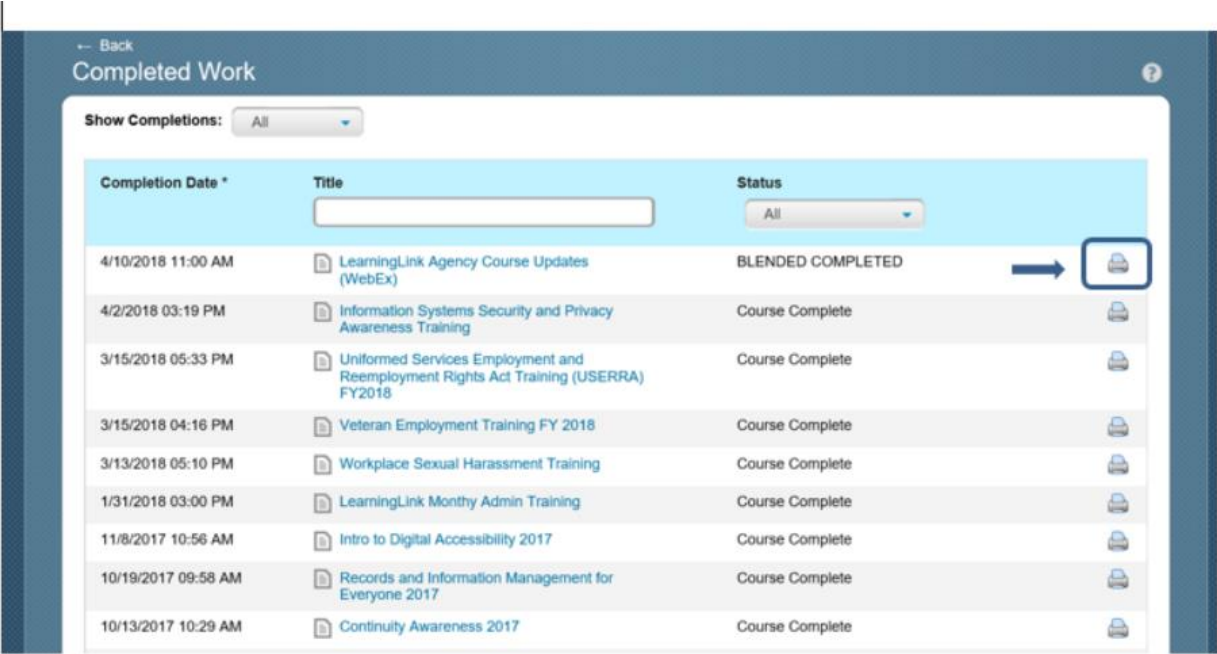 ← Back
Completed Work
?
Show Completions: All
Completion Date * Title Status
All
4/10/2018 11:00 AM LearningLink Agency Course Updates BLENDED COMPLETED
(WebEx)
4/2/2018 03:19 PM Information Systems Security and Privacy Course Complete
Awareness Training
3/15/2018 05:33 PM Uniformed Services Employment and Course Complete
Reemployment Rights Act Training (USERRA)
FY2018
3/15/2018 04:16 PM Veteran Employment Training FY 2018 Course Complete
3/13/2018 05:10 PM Workplace Sexual Harassment Training Course Complete
1/31/2018 03:00 PM LearningLink Monthy Admin Training Course Complete
11/8/2017 10:56 AM Intro to Digital Accessibility 2017 Course Complete
10/19/2017 09:58 AM Records and Information Management for Course Complete
Everyone 2017
10/13/2017 10:29 AM Continuity Awareness 2017 Course Complete